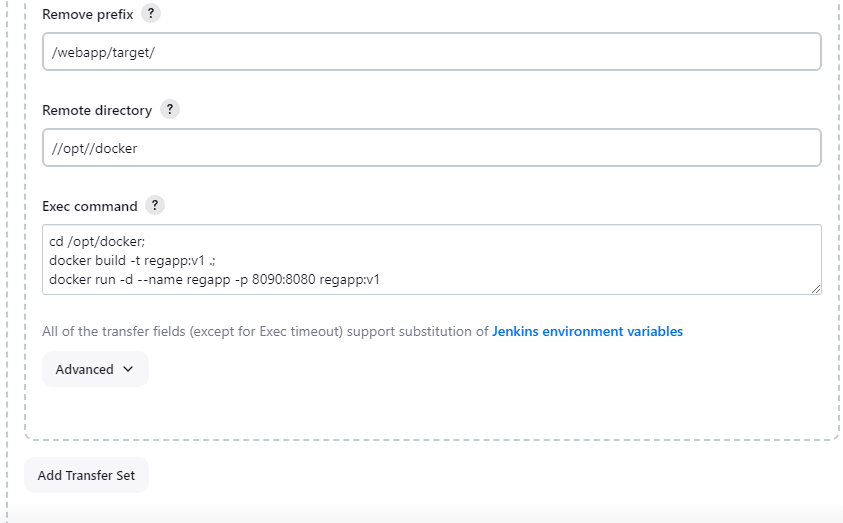 Remove prefix ?
/webapp/target/
Remote directory ?
//opt//docker
Exec command ?
cd /opt/docker;
docker build -t regapp:v1 .;
docker run -d --name regapp -p 8090:8080 regapp:v1
All of the transfer fields (except for Exec timeout) support substitution of Jenkins environment variables
Advanced
Add Transfer Set